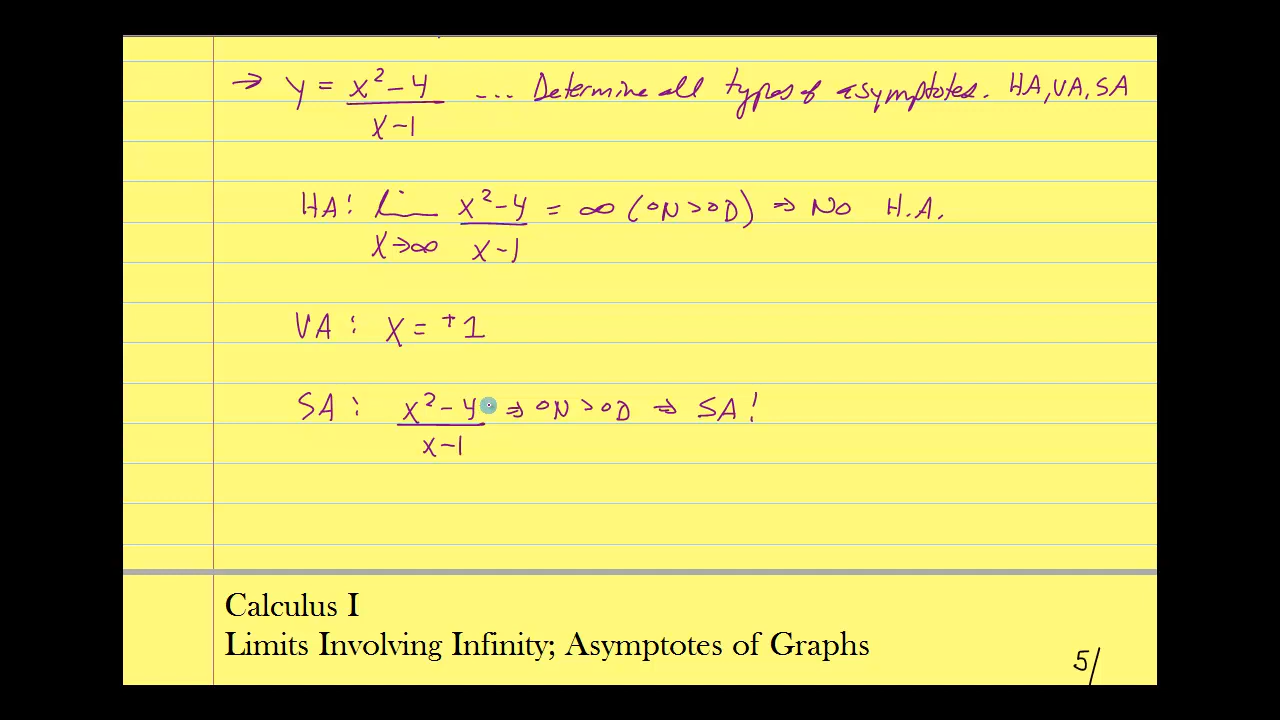 → y = x² - 4 / x - 1 ... Determine all types of asymptotes. HA, VA, SA
HA: lim x→∞ x² - 4 / x - 1 = ∞ (°N > °D) ⇒ No H.A.
VA: x = +1
SA: x² - 4 / x - 1 ⇒ °N > °D ⇒ SA!
Calculus I
Limits Involving Infinity; Asymptotes of Graphs
5/